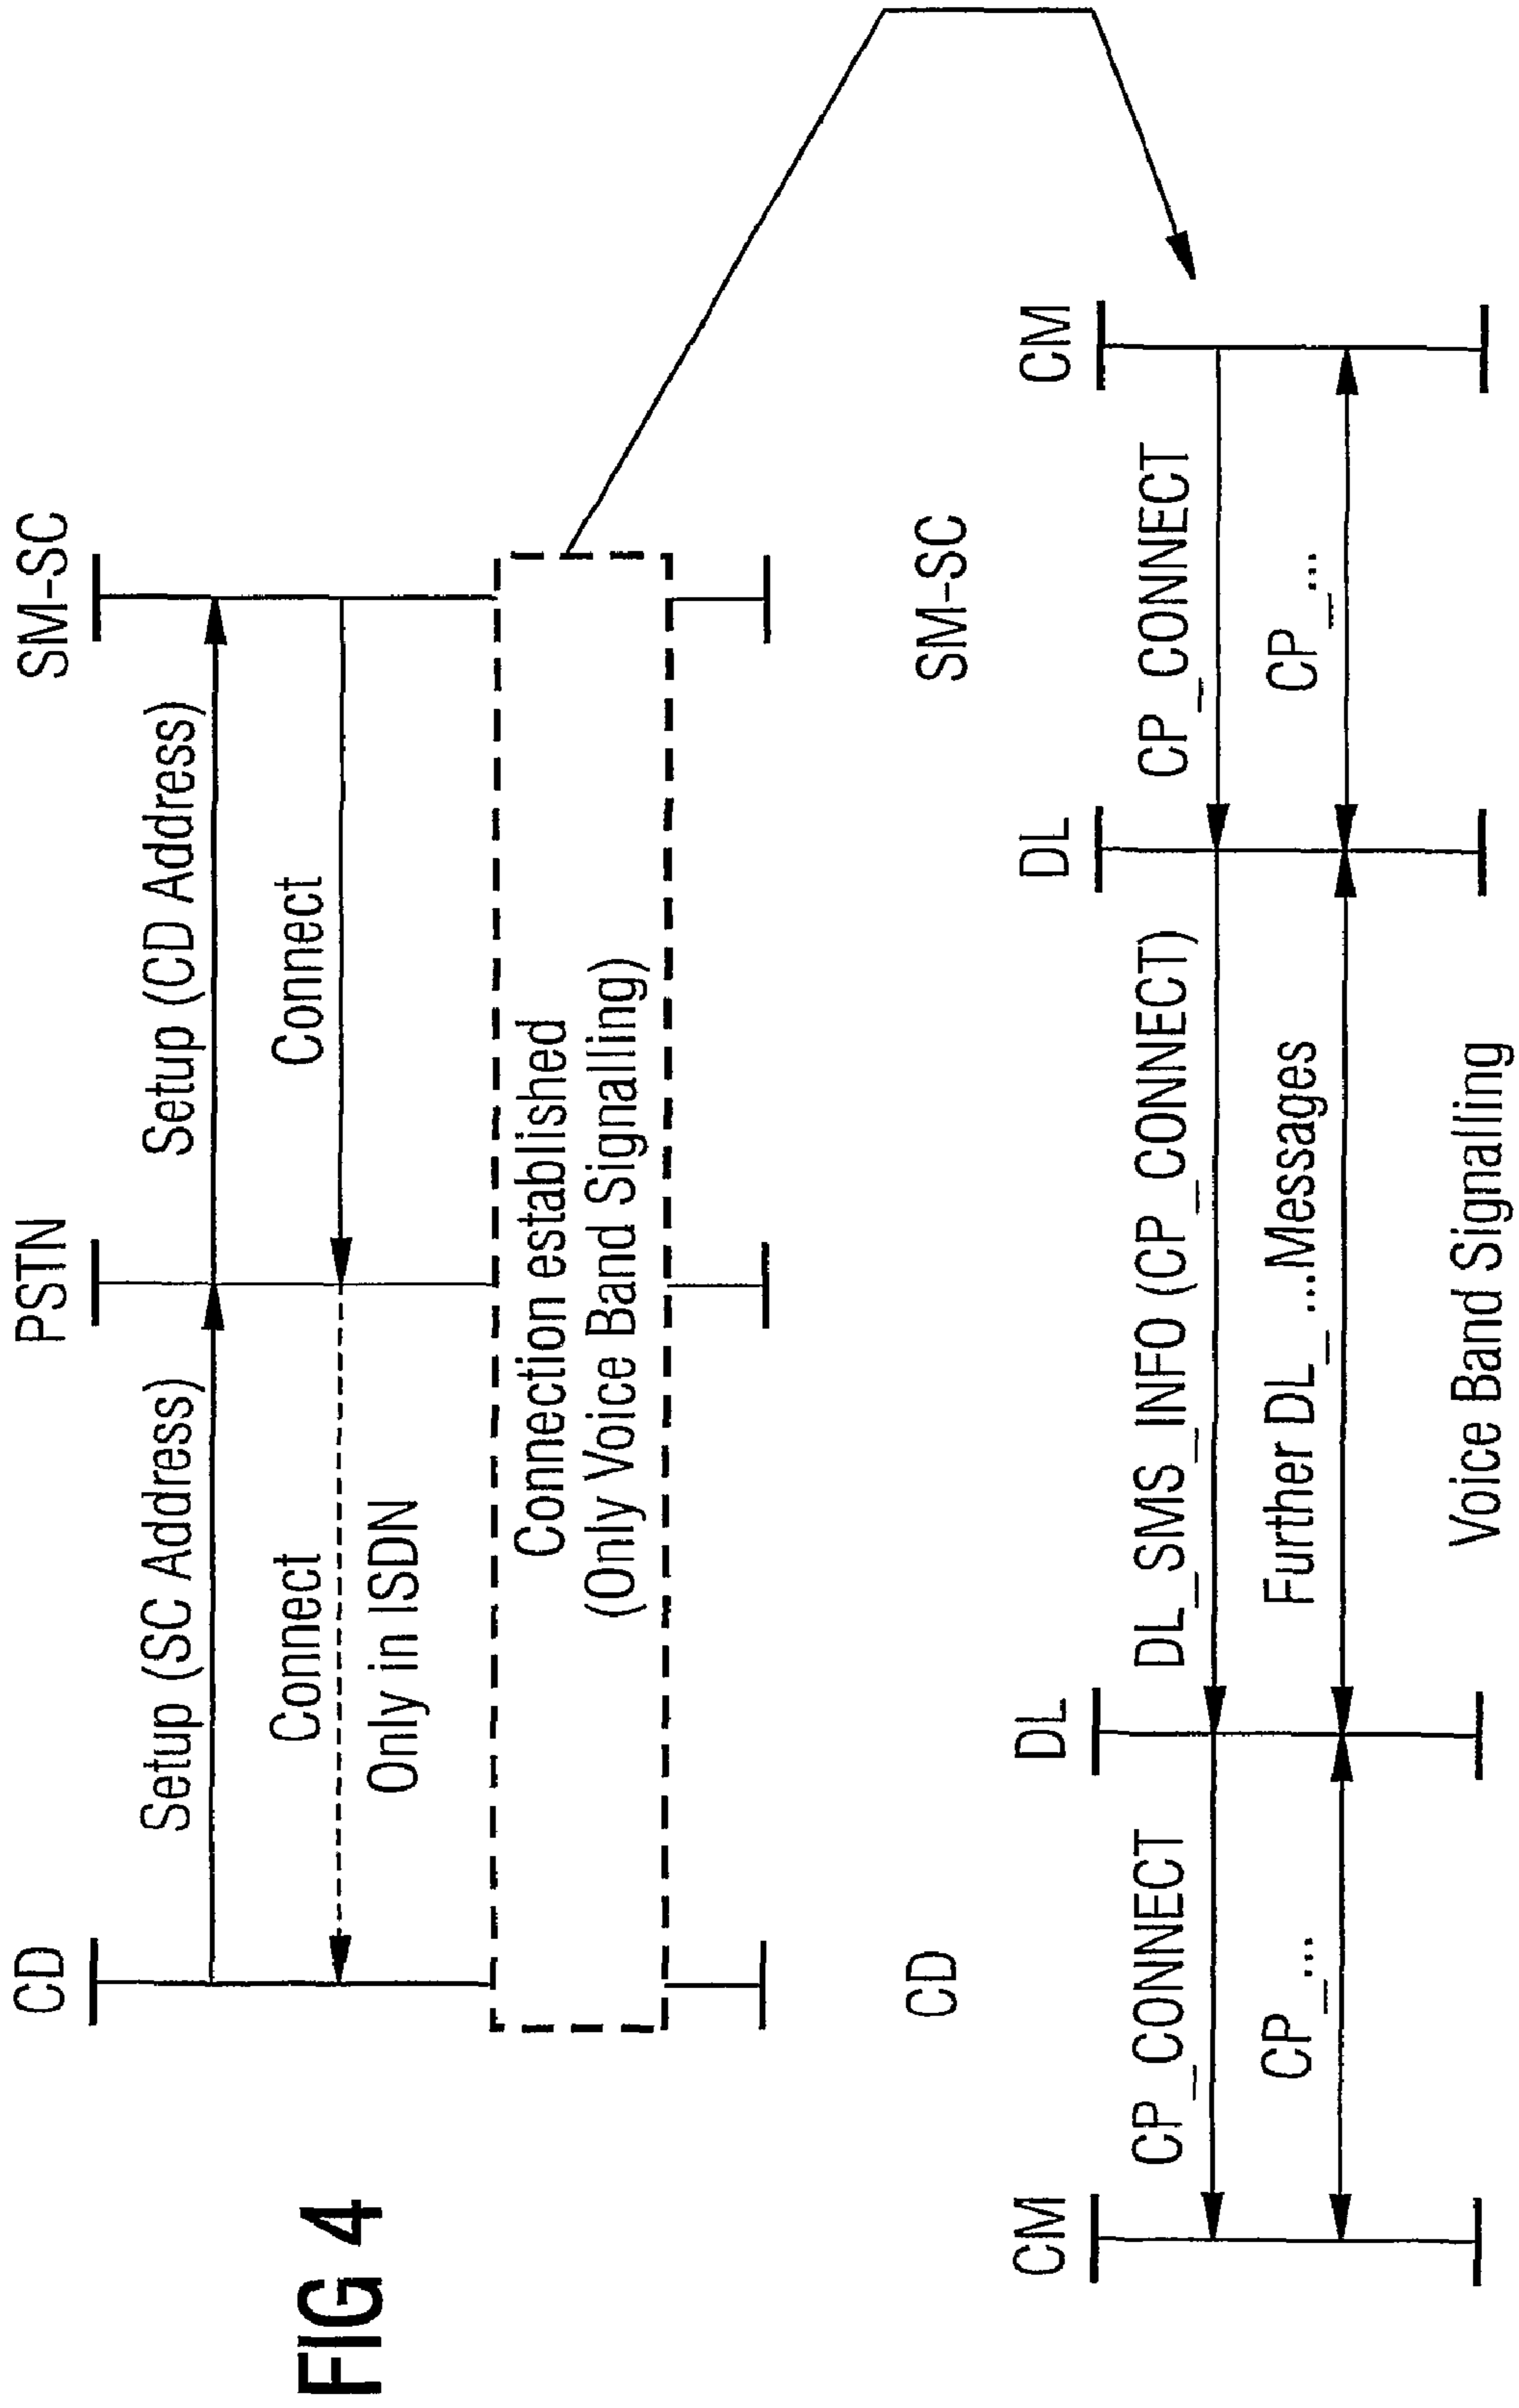 FIG 4
CD
PSTN
SM-SC
Setup (SC Address)
Setup (CD Address)
Connect
Connect
Only in ISDN
Connection established
(Only Voice Band Signalling)
CD
SM-SC
CM
DL
DL
CM
CP_CONNECT
DL_SMS_INFO (CP_CONNECT)
CP_CONNECT
CP_...
Further DL_...Messages
CP_...
Voice Band Signalling